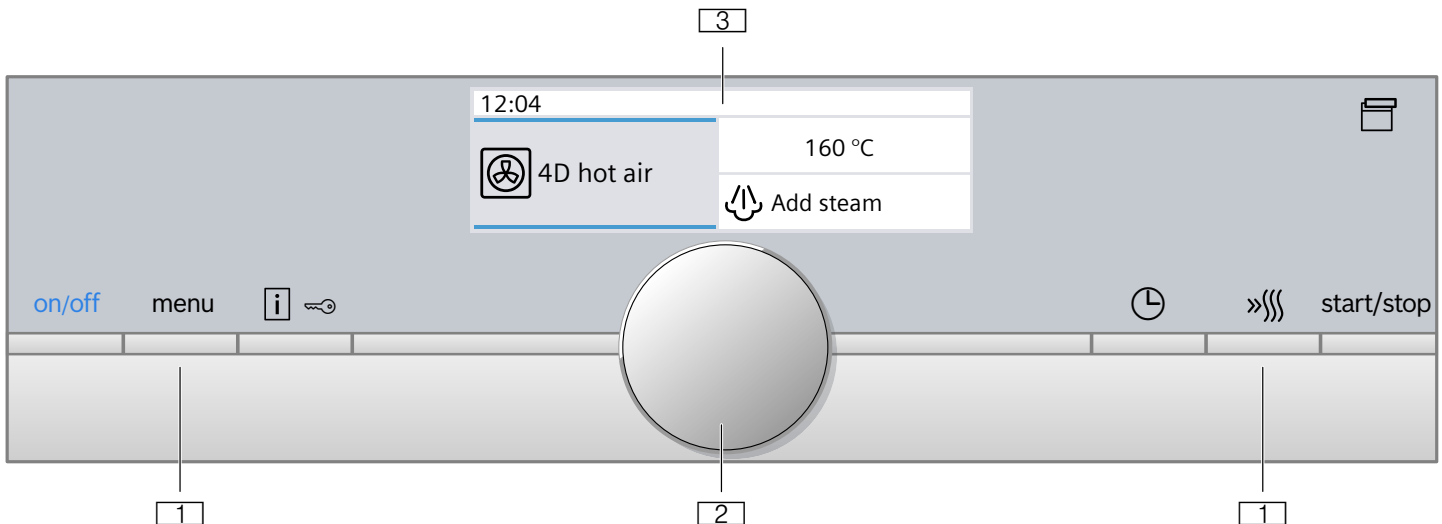 3
12:04
4D hot air
160 °C
Add steam
on/off menu i start/stop
1 2 1